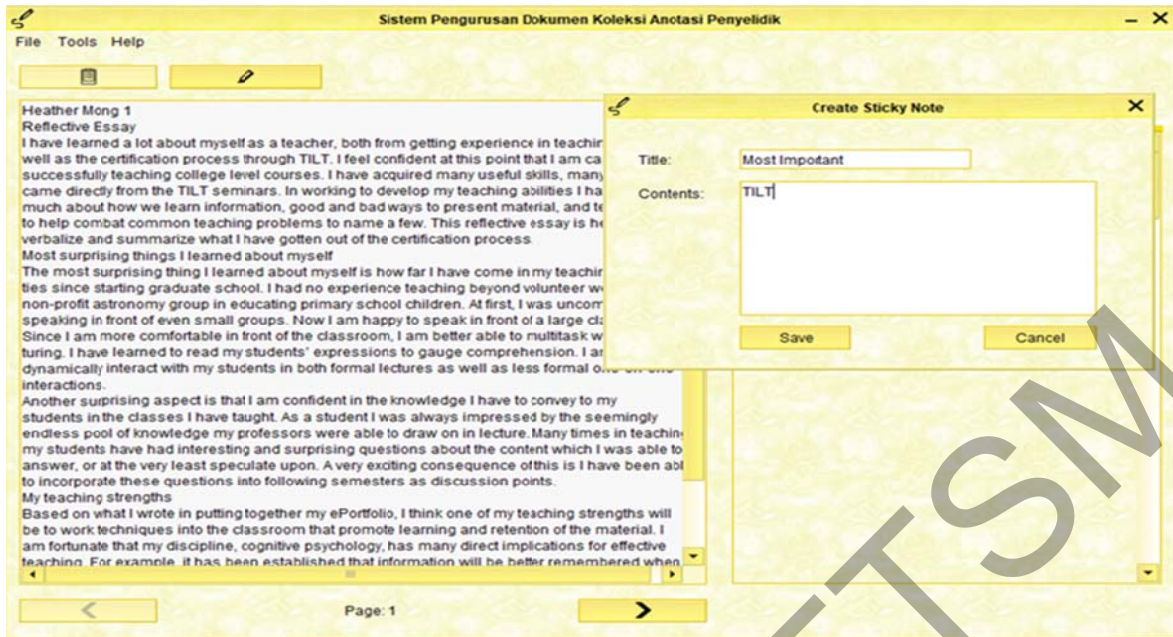 Sistem Pengurusan Dokumen Koleksi Anotasi Penyelidik
File Tools Help
Heather Mong 1
Reflective Essay
I have learned a lot about myself as a teacher, both from getting experience in teachin
well as the certification process through TILT. I feel confident at this point that I am ca
successfully teaching college level courses. I have acquired many useful skills, many
came directly from the TILT seminars. In working to develop my teaching abilities I ha
much about how we learn information, good and bad ways to present material, and te
to help combat common teaching problems to name a few. This reflective essay is he
verbalize and summarize what I have gotten out of the certification process.
Most surprising things I learned about myself
The most surprising thing I learned about myself is how far I have come in my teachin
ties since starting graduate school. I had no experience teaching beyond volunteer w
non-profit astronomy group in educating primary school children. At first, I was uncom
speaking in front of even small groups. Now I am happy to speak in front of a large cla
Since I am more comfortable in front of the classroom, I am better able to multitask w
turing. I have learned to read my students' expressions to gauge comprehension. I a
dynamically interact with my students in both formal lectures as well as less formal one-on-one
interactions.
Another surprising aspect is that I am confident in the knowledge I have to convey to my
students in the classes I have taught. As a student I was always impressed by the seemingly
endless pool of knowledge my professors were able to draw on in lecture. Many times in teaching
my students have had interesting and surprising questions about the content which I was able to
answer, or at the very least speculate upon. A very exciting consequence of this is I have been abl
to incorporate these questions into following semesters as discussion points.
My teaching strengths
Based on what I wrote in putting together my ePortfolio, I think one of my teaching strengths will
be to work techniques into the classroom that promote learning and retention of the material. I
am fortunate that my discipline, cognitive psychology, has many direct implications for effective
teaching. For example, it has been established that information will be better remembered when
Page: 1
Create Sticky Note
Title: Most Important
Contents: TILT
Save Cancel
TSM